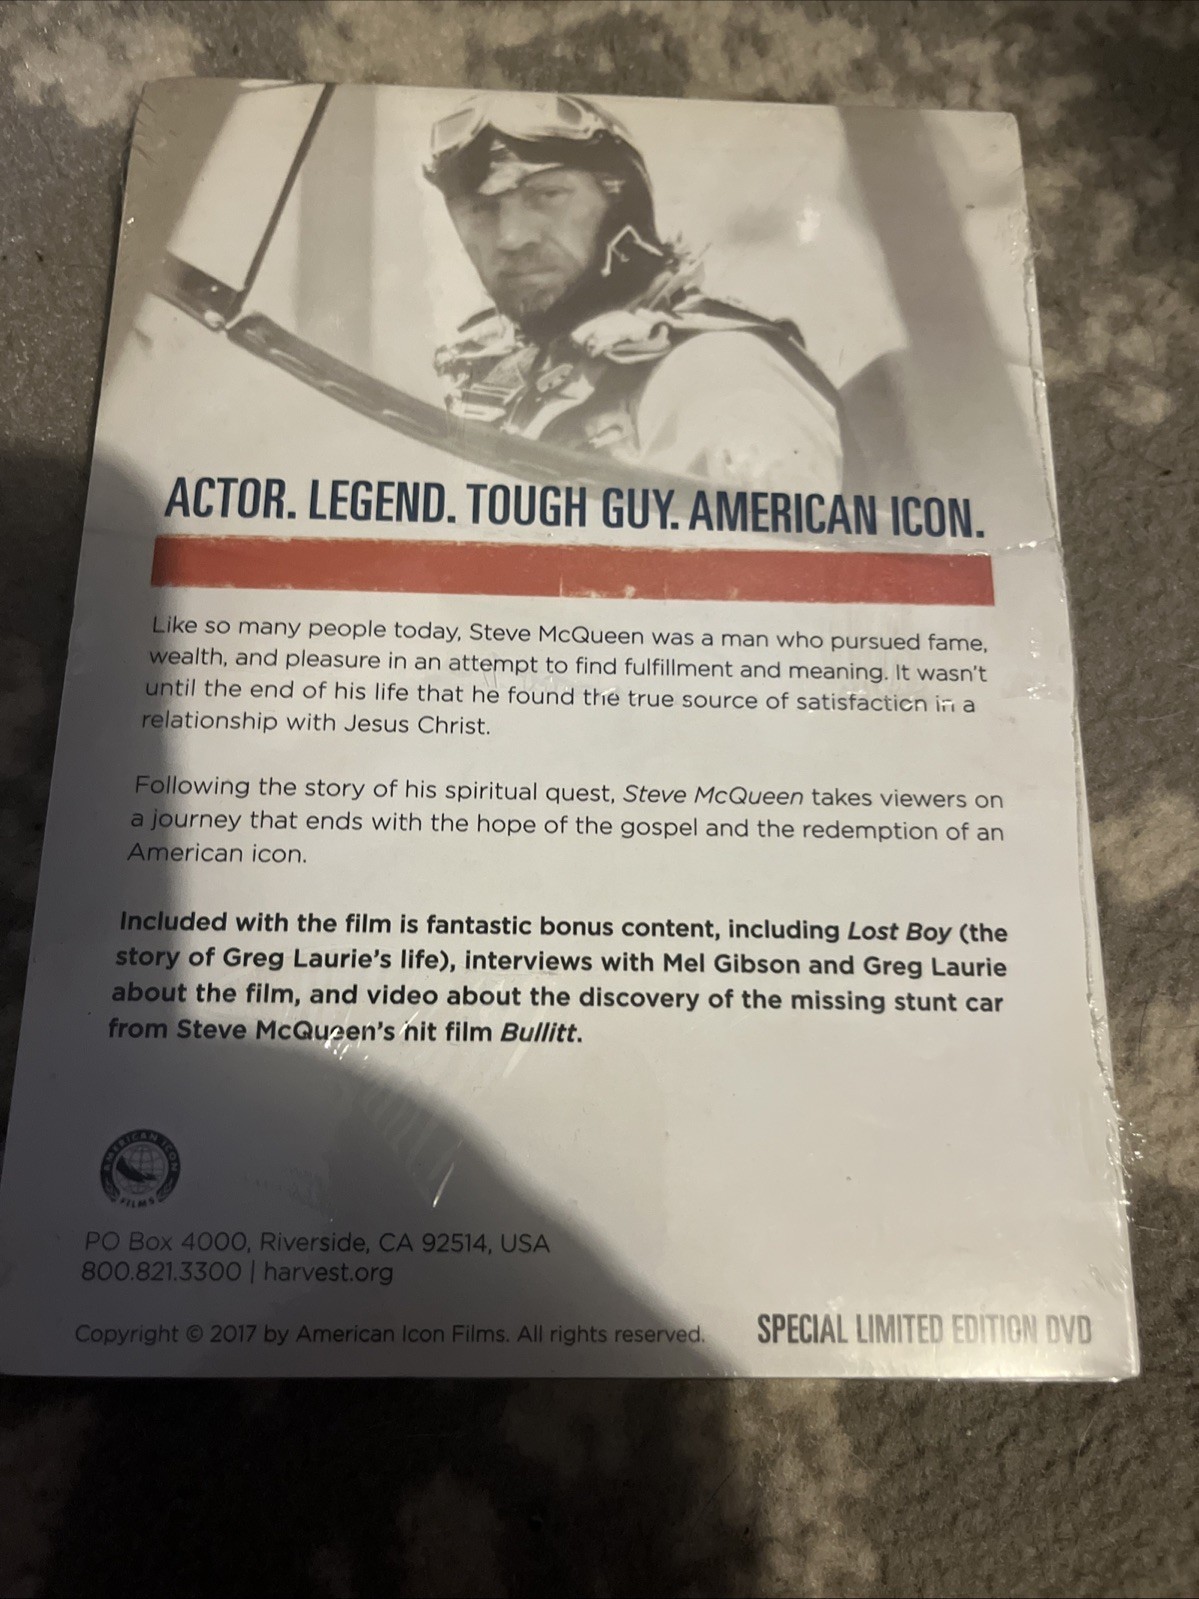 ACTOR. LEGEND. TOUGH GUY. AMERICAN ICON.
Like so many people today, Steve McQueen was a man who pursued fame,
wealth, and pleasure in an attempt to find fulfillment and meaning. It wasn't
until the end of his life that he found the true source of satisfaction in a
relationship with Jesus Christ.
Following the story of his spiritual quest, Steve McQueen takes viewers on
a journey that ends with the hope of the gospel and the redemption of an
American icon.
Included with the film is fantastic bonus content, including Lost Boy (the
story of Greg Laurie's life), interviews with Mel Gibson and Greg Laurie
about the film, and video about the discovery of the missing stunt car
from Steve McQueen's hit film Bullitt.
AMERICAN ICON
FILMS
PO Box 4000, Riverside, CA 92514, USA
800.821.3300 | harvest.org
Copyright © 2017 by American Icon Films. All rights reserved.
SPECIAL LIMITED EDITION DVD